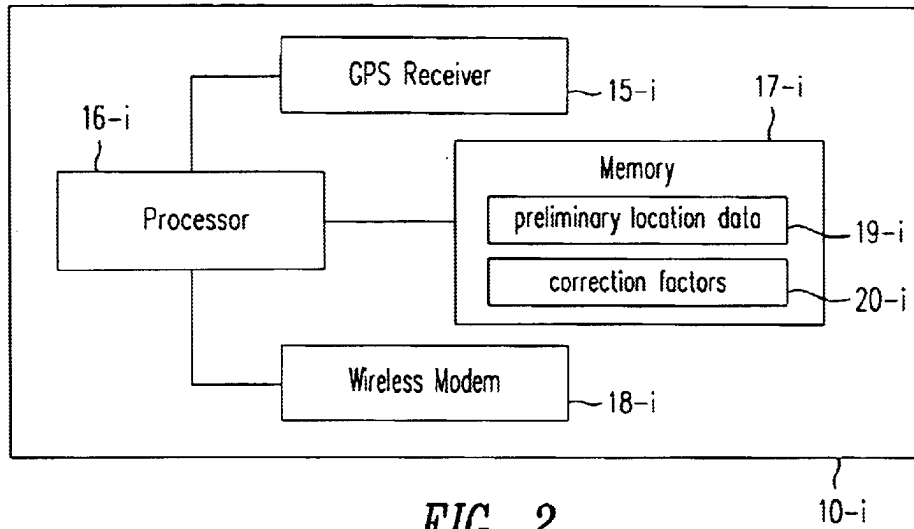 GPS Receiver
15-i
17-i
16-i
Memory
Processor
preliminary location data
19-i
correction factors
20-i
Wireless Modem
18-i
10-i
FIG. 2